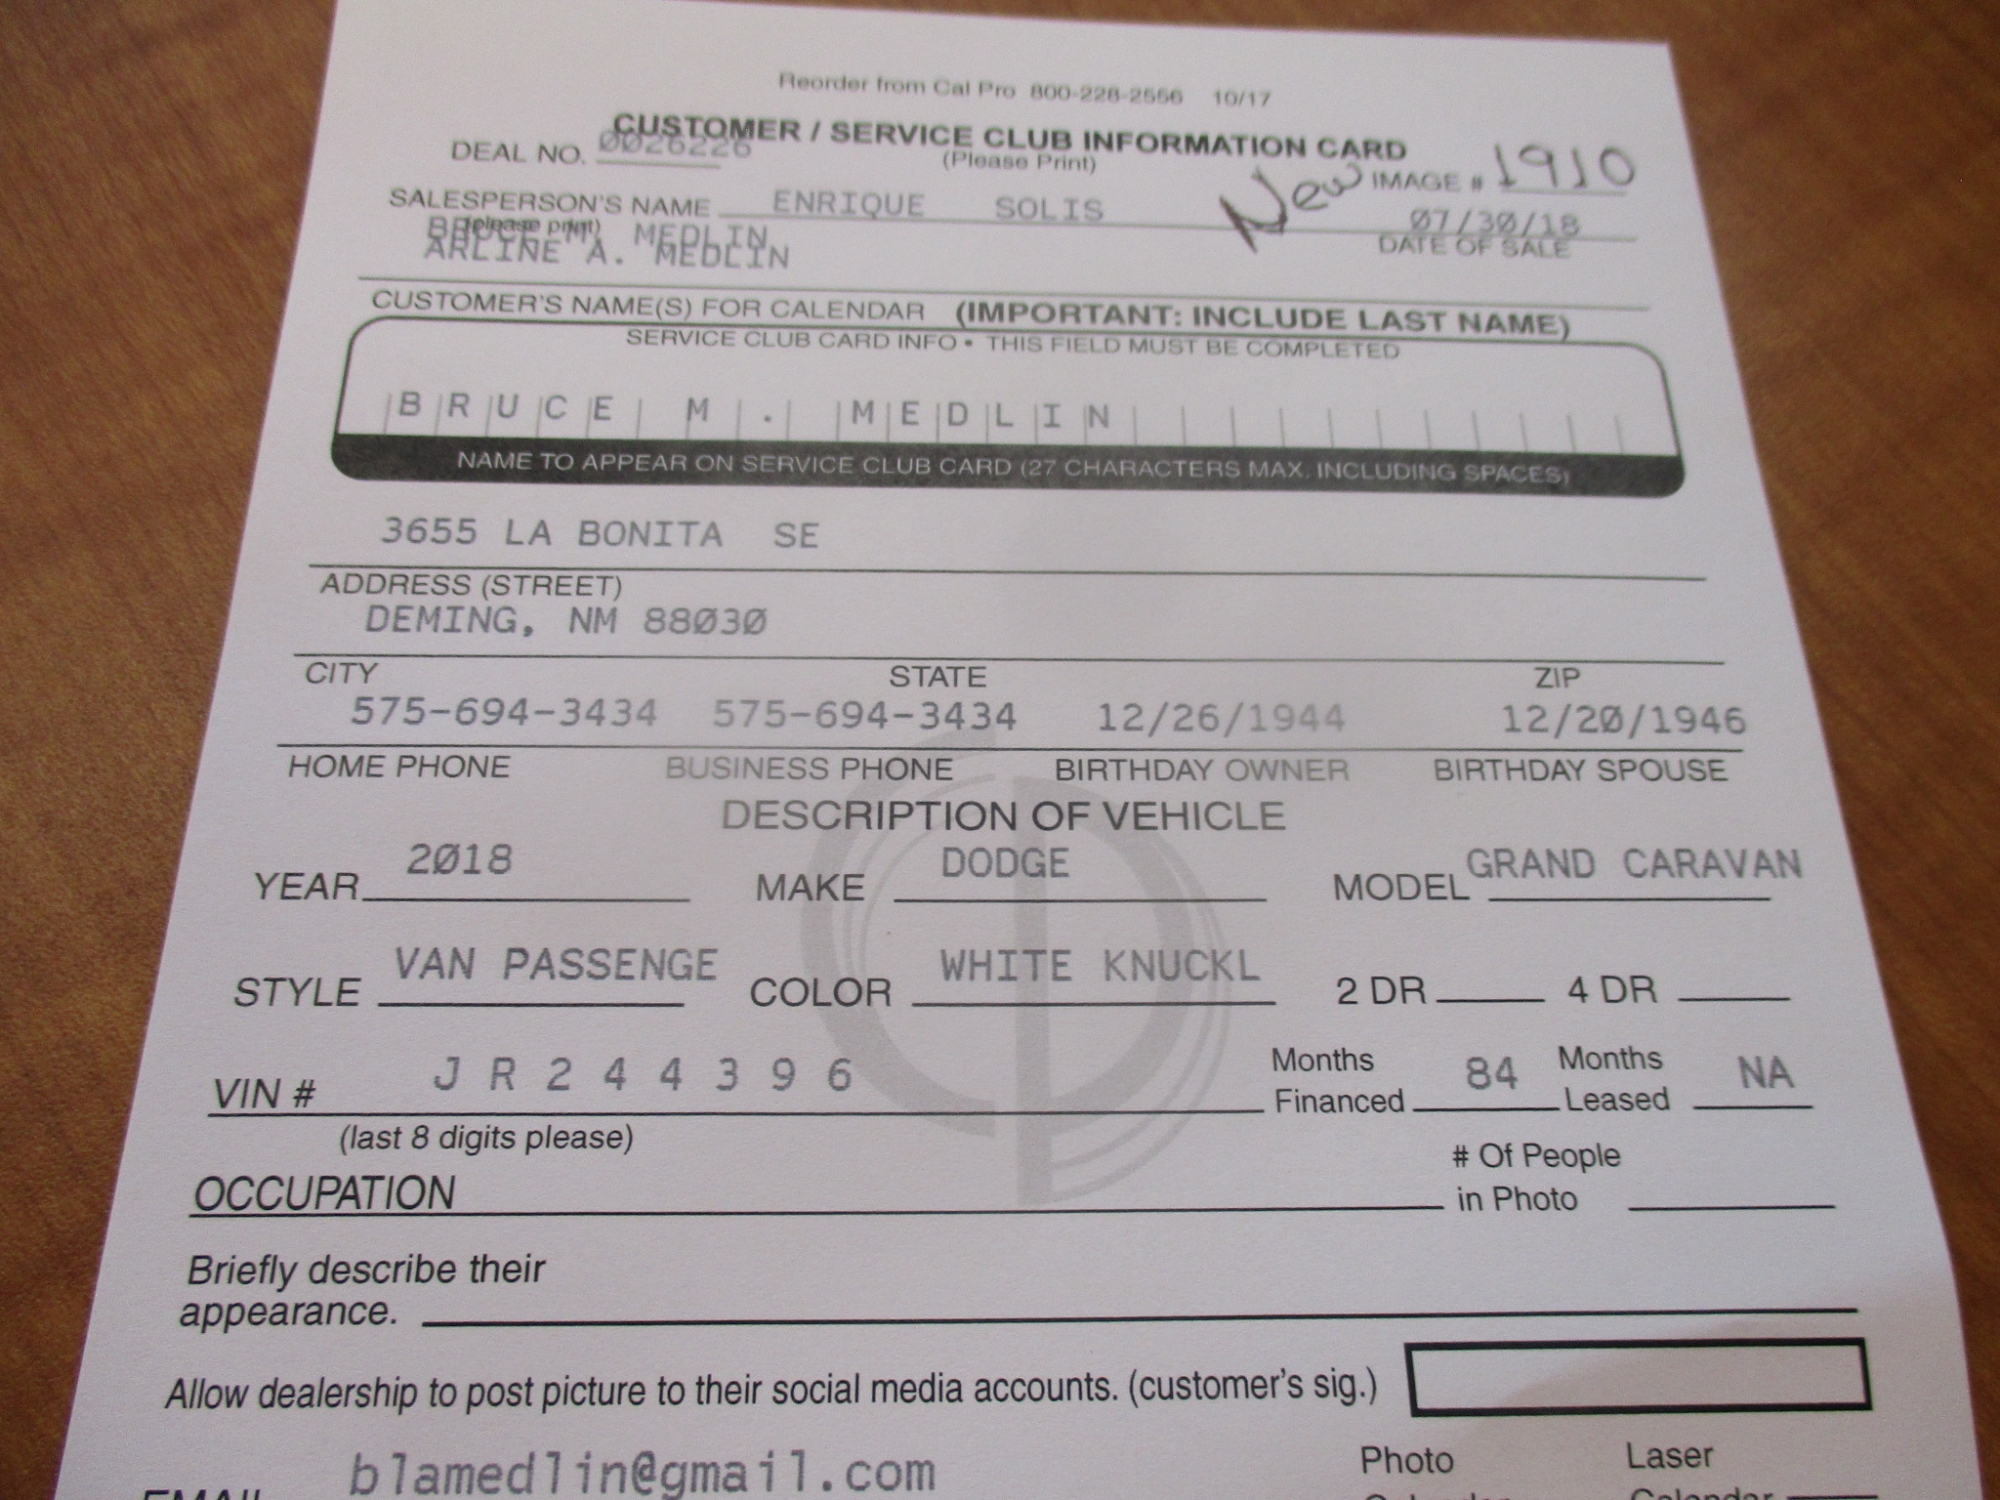 Reorder from Cal Pro 800-228-2556 10/17
CUSTOMER / SERVICE CLUB INFORMATION CARD
DEAL NO. 0026226 (Please Print)
New IMAGE # 1910
SALESPERSON'S NAME ENRIQUE SOLIS 07/30/18
(please print) DATE OF SALE
BRUCE M. MEDLIN
ARLINE A. MEDLIN
CUSTOMER'S NAME(S) FOR CALENDAR (IMPORTANT: INCLUDE LAST NAME)
SERVICE CLUB CARD INFO • THIS FIELD MUST BE COMPLETED
BRUCE M. MEDLIN
NAME TO APPEAR ON SERVICE CLUB CARD (27 CHARACTERS MAX. INCLUDING SPACES)
3655 LA BONITA SE
ADDRESS (STREET)
DEMING, NM 88030
CITY STATE ZIP
575-694-3434 575-694-3434 12/26/1944 12/20/1946
HOME PHONE BUSINESS PHONE BIRTHDAY OWNER BIRTHDAY SPOUSE
DESCRIPTION OF VEHICLE
YEAR 2018 MAKE DODGE MODEL GRAND CARAVAN
STYLE VAN PASSENGE COLOR WHITE KNUCKL 2 DR 4 DR
VIN # JR244396 Months Financed 84 Months Leased NA
(last 8 digits please)
OCCUPATION # Of People in Photo
Briefly describe their
appearance.
Allow dealership to post picture to their social media accounts. (customer's sig.)
blamedlin@gmail.com Photo Laser
EMAIL Calendar Calendar